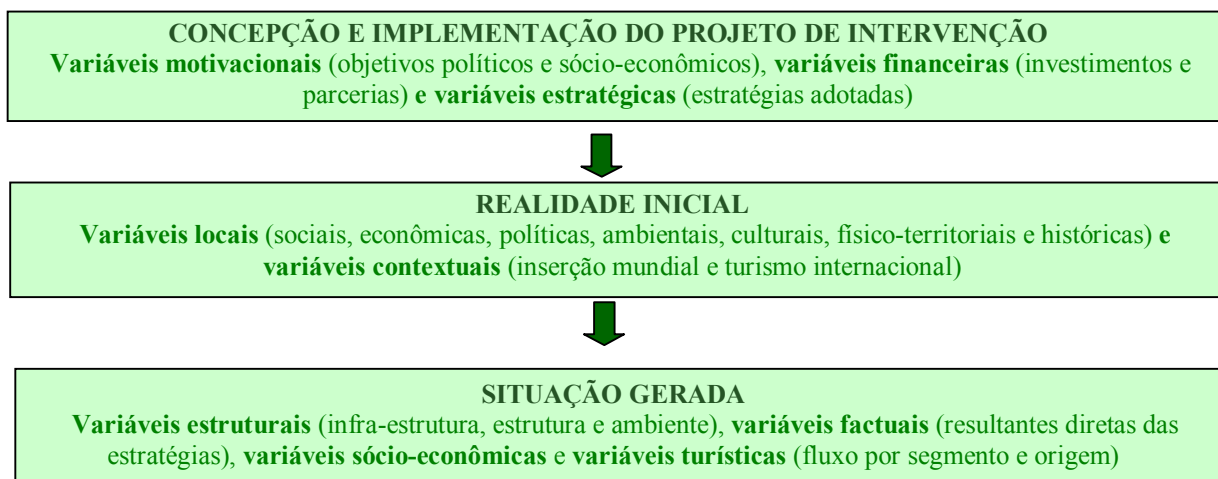 CONCEPÇÃO E IMPLEMENTAÇÃO DO PROJETO DE INTERVENÇÃO
Variáveis motivacionais (objetivos políticos e sócio-econômicos), variáveis financeiras (investimentos e
parcerias) e variáveis estratégicas (estratégias adotadas)
REALIDADE INICIAL
Variáveis locais (sociais, econômicas, políticas, ambientais, culturais, físico-territoriais e históricas) e
variáveis contextuais (inserção mundial e turismo internacional)
SITUAÇÃO GERADA
Variáveis estruturais (infra-estrutura, estrutura e ambiente), variáveis factuais (resultantes diretas das
estratégias), variáveis sócio-econômicas e variáveis turísticas (fluxo por segmento e origem)